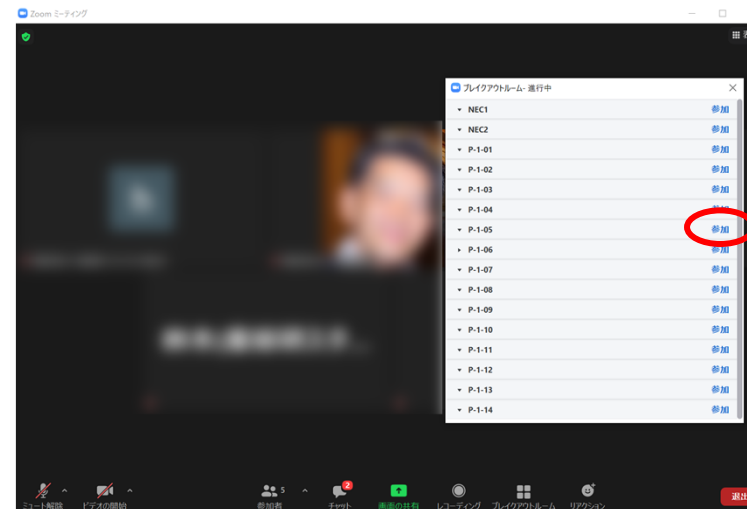 Zoom ミーティング
ブレイクアウトルーム- 進行中
NEC1 参加
NEC2 参加
P-1-01 参加
P-1-02 参加
P-1-03 参加
P-1-04 参加
P-1-05 参加
P-1-06 参加
P-1-07 参加
P-1-08 参加
P-1-09 参加
P-1-10 参加
P-1-11 参加
P-1-12 参加
P-1-13 参加
P-1-14 参加
ミュート解除 ビデオの開始 5 参加者 2 チャット 画面の共有 レコーディング ブレイクアウトルーム リアクション 退出